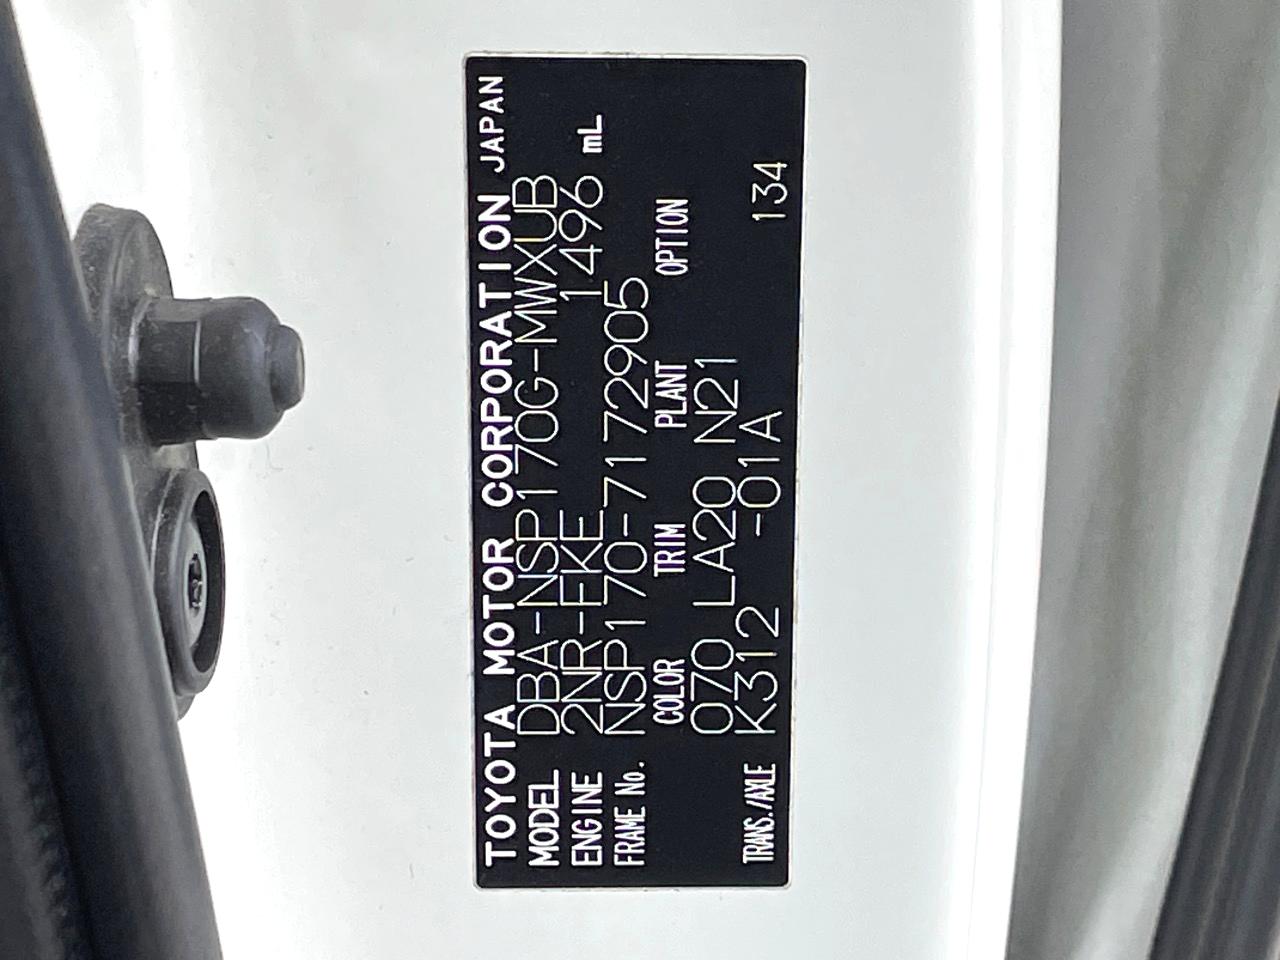 TOYOTA MOTOR CORPORATION JAPAN
MODEL DBA-NSP170G-MWXUB
ENGINE 2NR-FKE 1496 mL
FRAME No. NSP170-7172905
COLOR TRIM PLANT OPTION
070 LA20 N21
TRANS./AXLE K312 -01A 134